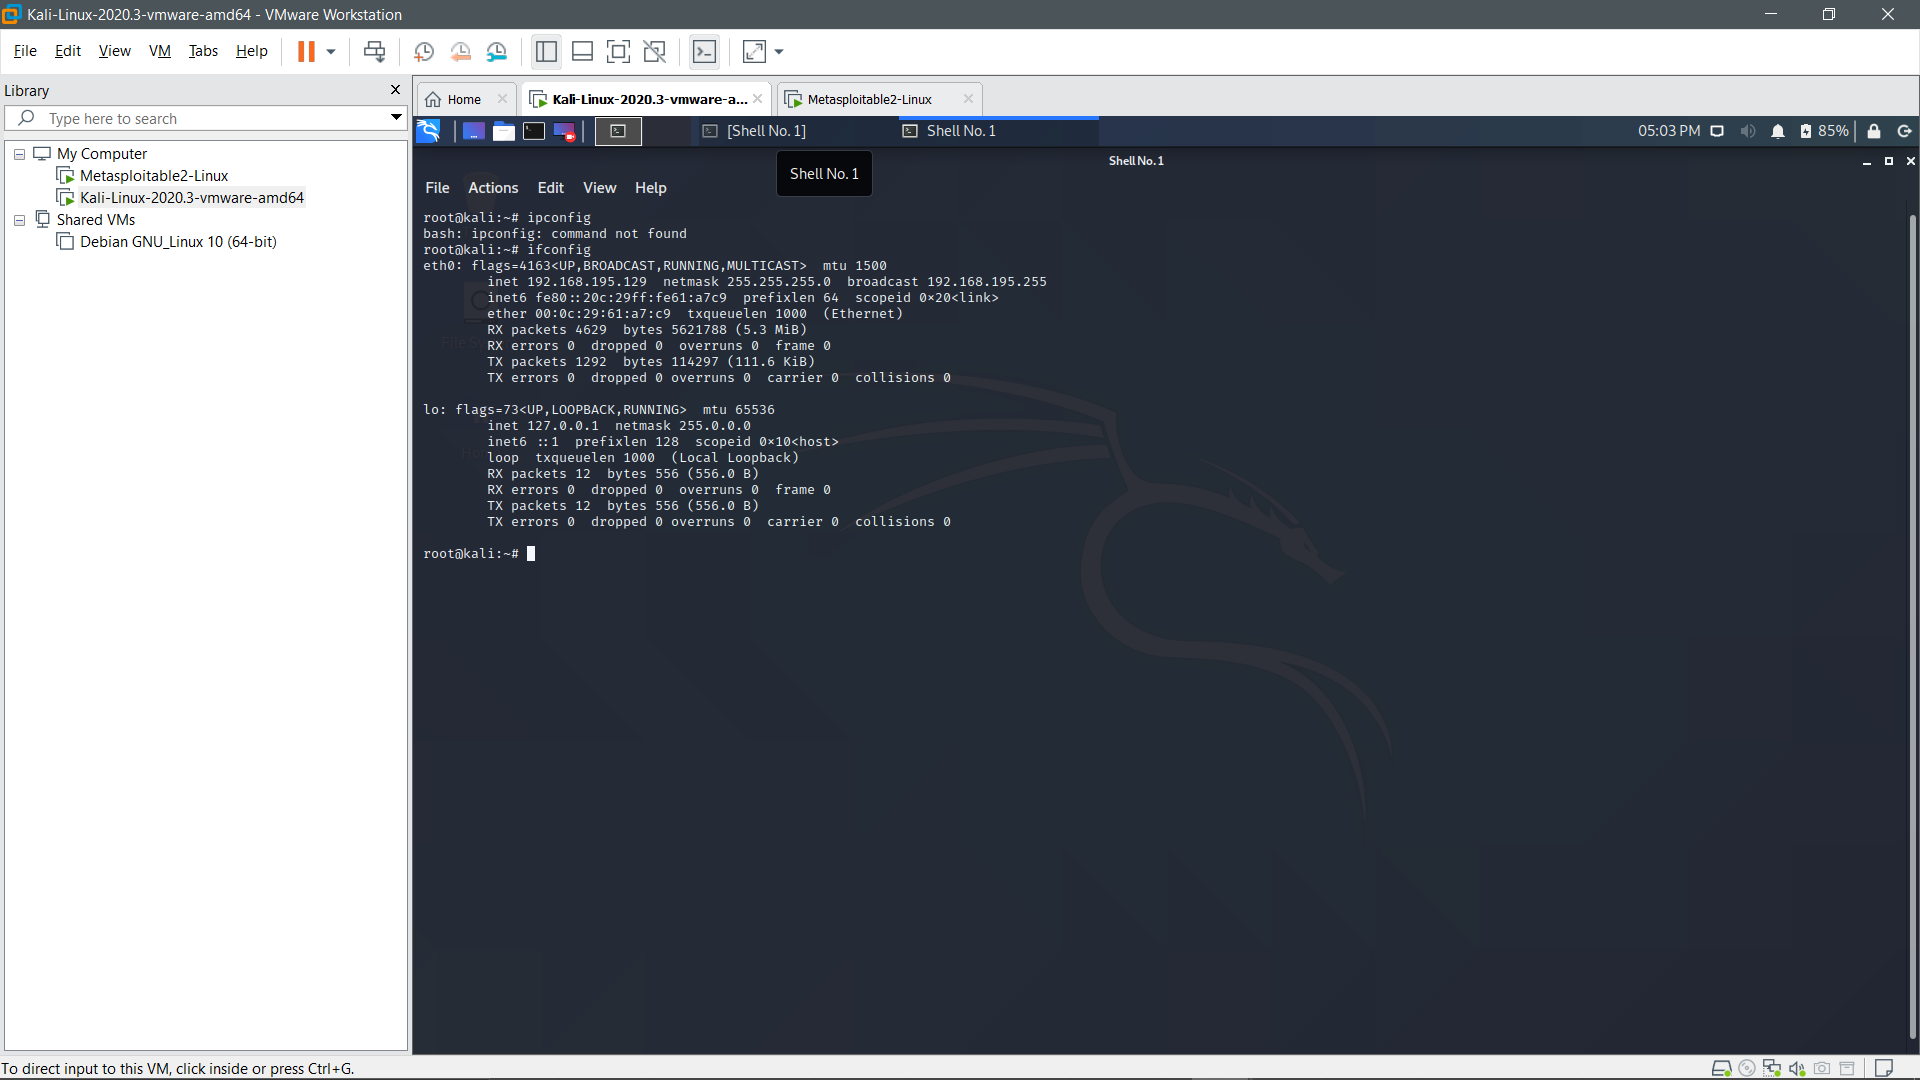 Kali-Linux-2020.3-vmware-amd64 - VMware Workstation
File Edit View VM Tabs Help
Library
Type here to search
My Computer
Metasploitable2-Linux
Kali-Linux-2020.3-vmware-amd64
Shared VMs
Debian GNU_Linux 10 (64-bit)
Home Kali-Linux-2020.3-vmware-a... Metasploitable2-Linux
[Shell No. 1] Shell No. 1 05:03 PM 85%
Shell No. 1
Shell No. 1
File Actions Edit View Help
root@kali:~# ipconfig
bash: ipconfig: command not found
root@kali:~# ifconfig
eth0: flags=4163<UP,BROADCAST,RUNNING,MULTICAST>  mtu 1500
inet 192.168.195.129  netmask 255.255.255.0  broadcast 192.168.195.255
inet6 fe80::20c:29ff:fe61:a7c9  prefixlen 64  scopeid 0×20<link>
ether 00:0c:29:61:a7:c9  txqueuelen 1000  (Ethernet)
RX packets 4629  bytes 5621788 (5.3 MiB)
RX errors 0  dropped 0  overruns 0  frame 0
TX packets 1292  bytes 114297 (111.6 KiB)
TX errors 0  dropped 0 overruns 0  carrier 0  collisions 0
lo: flags=73<UP,LOOPBACK,RUNNING>  mtu 65536
inet 127.0.0.1  netmask 255.0.0.0
inet6 ::1  prefixlen 128  scopeid 0×10<host>
loop  txqueuelen 1000  (Local Loopback)
RX packets 12  bytes 556 (556.0 B)
RX errors 0  dropped 0  overruns 0  frame 0
TX packets 12  bytes 556 (556.0 B)
TX errors 0  dropped 0 overruns 0  carrier 0  collisions 0
root@kali:~#
To direct input to this VM, click inside or press Ctrl+G.